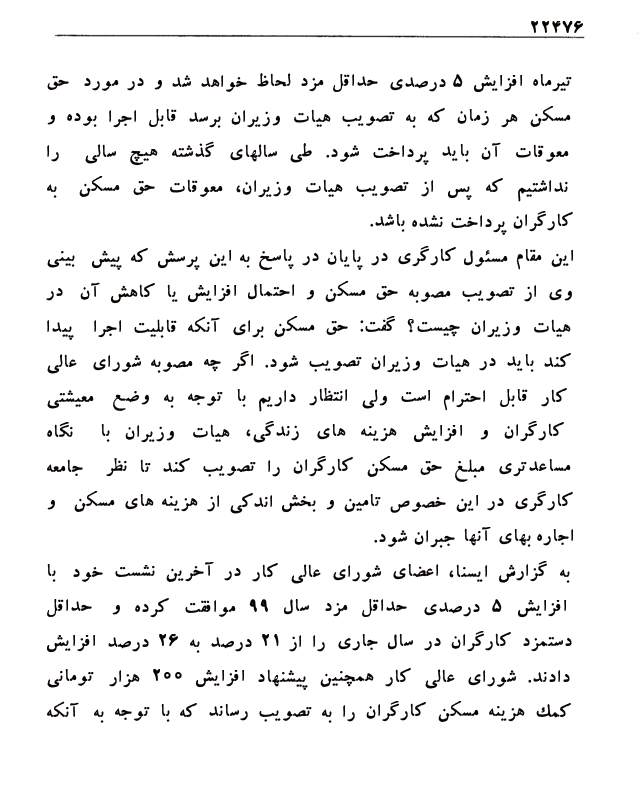 ۲۲۴۷۶
تیرماه افزایش ۵ درصدی حداقل مزد لحاظ خواهد شد و در مورد حق
مسکن هر زمان که به تصویب هیات وزیران برسد قابل اجرا بوده و
معوقات آن باید پرداخت شود. طی سالهای گذشته هیچ سالی را
نداشتیم که پس از تصویب هیات وزیران، معوقات حق مسکن به
کارگران پرداخت نشده باشد.
این مقام مسئول کارگری در پایان در پاسخ به این پرسش که پیش بینی
وی از تصویب مصوبه حق مسکن و احتمال افزایش یا کاهش آن در
هیات وزیران چیست؟ گفت: حق مسکن برای آنکه قابلیت اجرا پیدا
کند باید در هیات وزیران تصویب شود. اگر چه مصوبه شورای عالی
کار قابل احترام است ولی انتظار داریم با توجه به وضع معیشتی
کارگران و افزایش هزینه های زندگی، هیات وزیران با نگاه
مساعدتری مبلغ حق مسکن کارگران را تصویب کند تا نظر جامعه
کارگری در این خصوص تامین و بخش اندکی از هزینه های مسکن و
اجاره بهای آنها جبران شود.
به گزارش ایسنا، اعضای شورای عالی کار در آخرین نشست خود با
افزایش ۵ درصدی حداقل مزد سال ۹۹ موافقت کرده و حداقل
دستمزد کارگران در سال جاری را از ۲۱ درصد به ۲۶ درصد افزایش
دادند. شورای عالی کار همچنین پیشنهاد افزایش ۲۰۰ هزار تومانی
کمك هزینه مسکن کارگران را به تصویب رساند که با توجه به آنکه